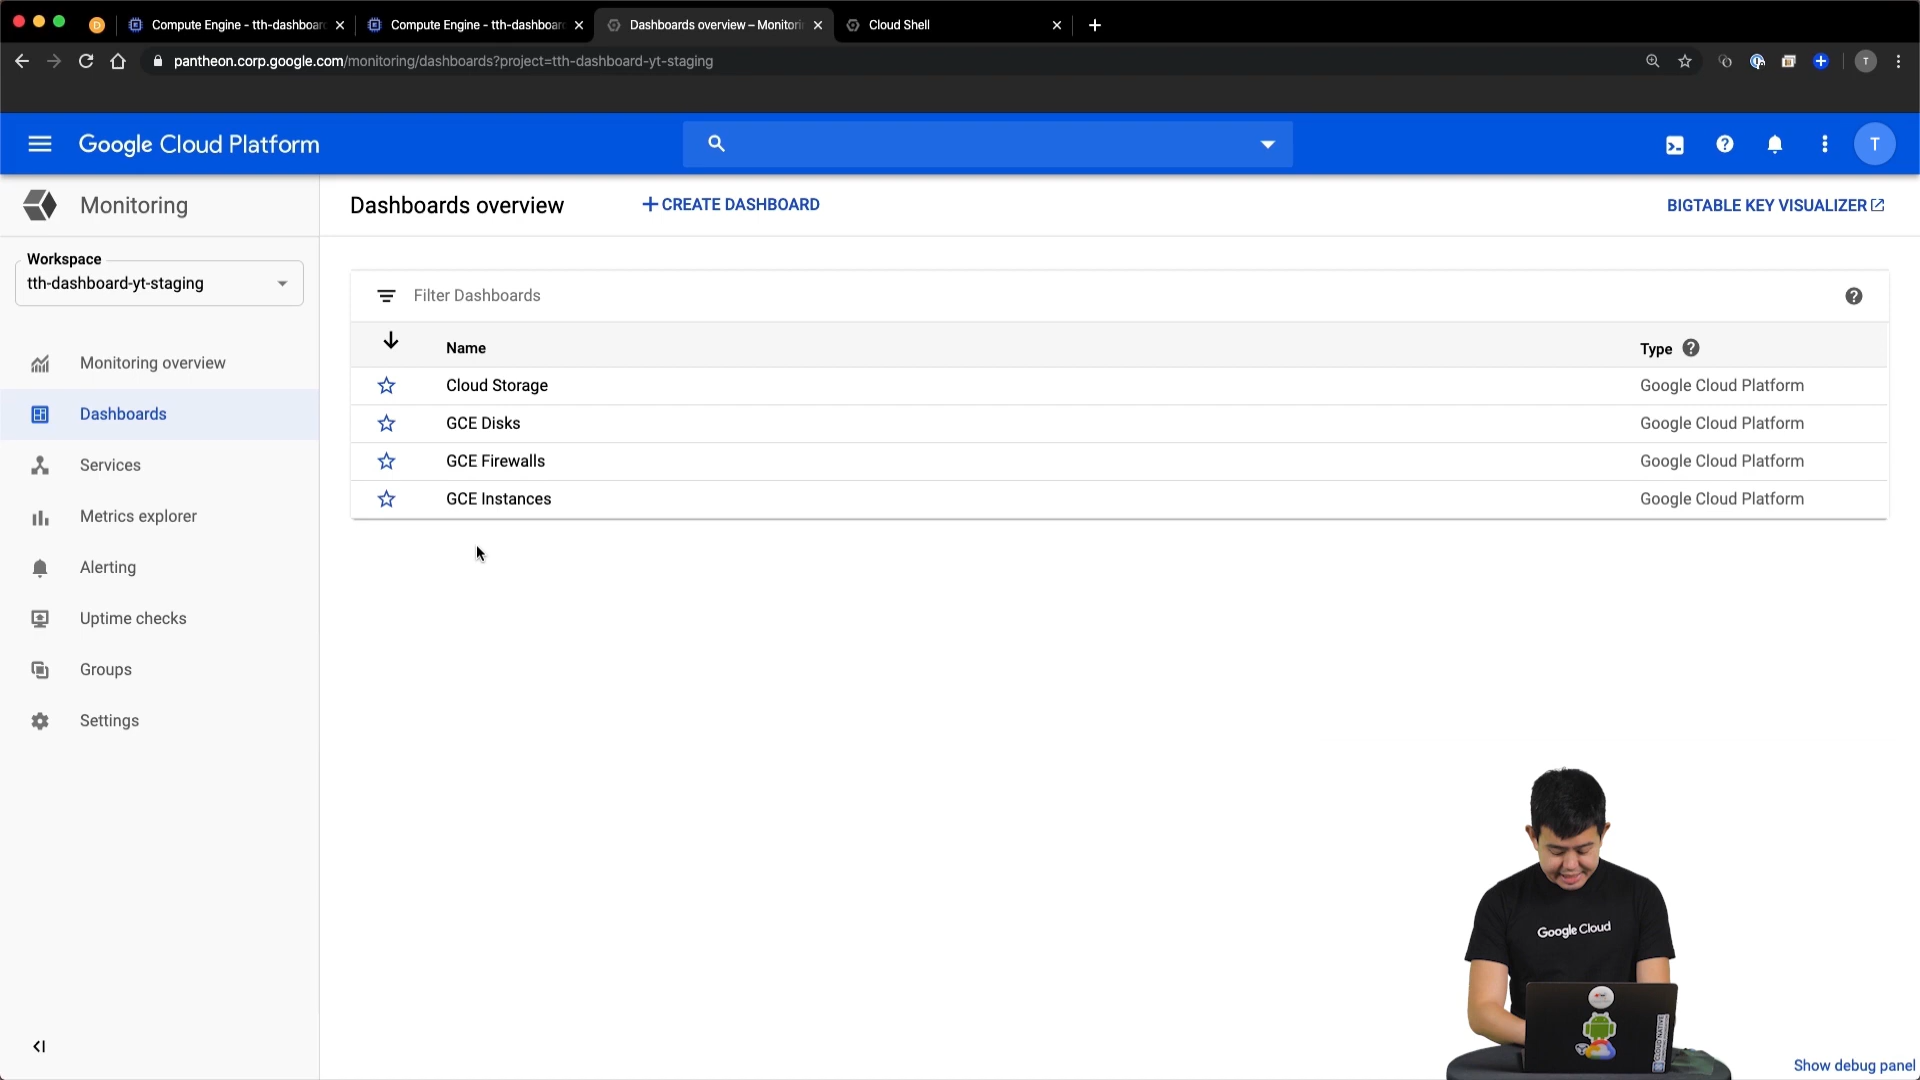 Compute Engine - tth-dashboar
Compute Engine - tth-dashboar
Dashboards overview – Monitori
Cloud Shell
pantheon.corp.google.com/monitoring/dashboards?project=tth-dashboard-yt-staging
T
Google Cloud Platform
T
Monitoring
Dashboards overview
CREATE DASHBOARD
BIGTABLE KEY VISUALIZER
Workspace
tth-dashboard-yt-staging
Filter Dashboards
Name
Type
Cloud Storage
Google Cloud Platform
GCE Disks
Google Cloud Platform
GCE Firewalls
Google Cloud Platform
GCE Instances
Google Cloud Platform
Monitoring overview
Dashboards
Services
Metrics explorer
Alerting
Uptime checks
Groups
Settings
Google Cloud
Show debug panel